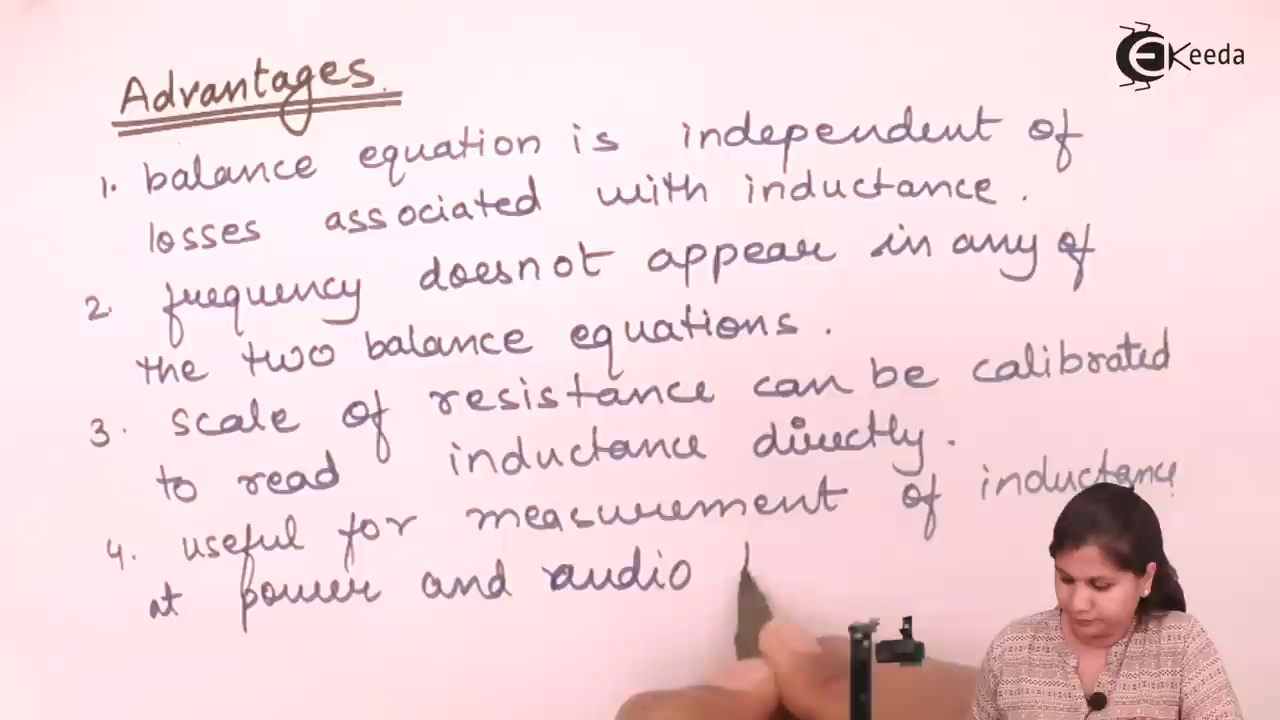 EKeeda
Advantages.
1. balance equation is independent of
losses associated with inductance.
2. frequency doesnot appear in any of
the two balance equations.
3. scale of resistance can be calibrated
to read inductance directly.
4. useful for measurement of inductance
at power and audio